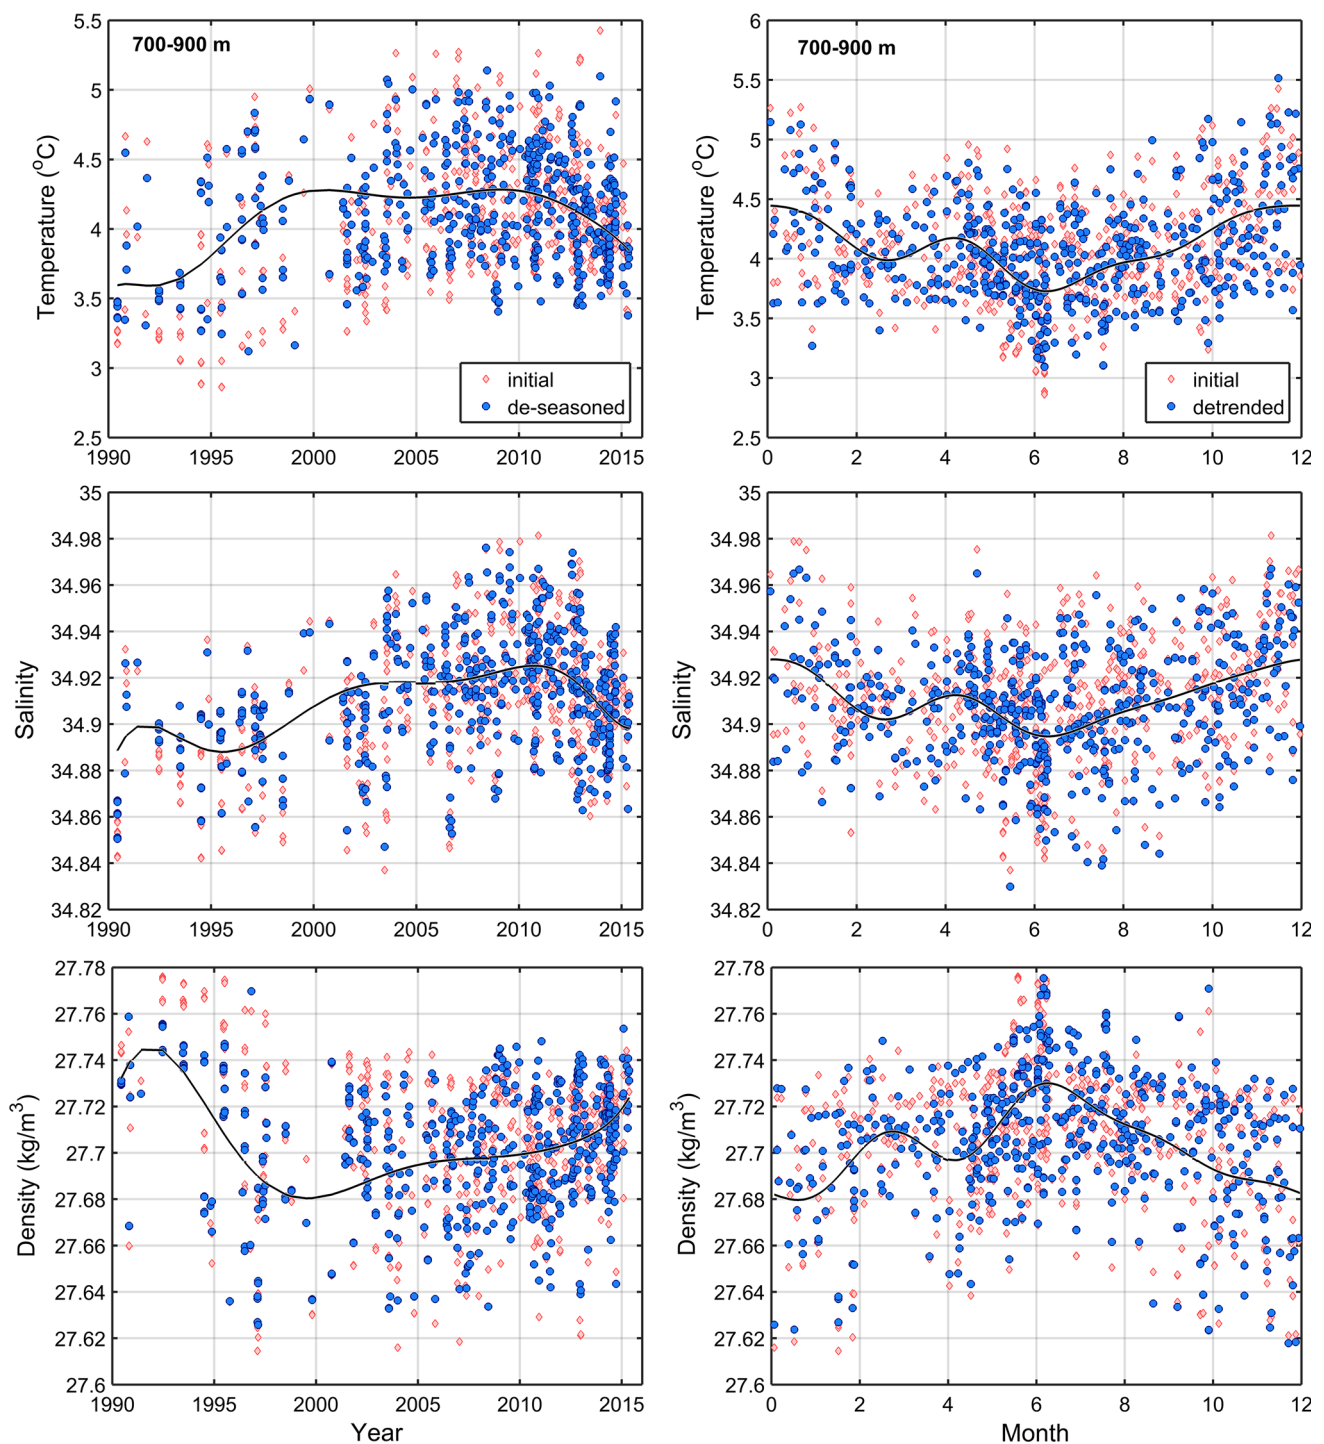 700-900 m
Temperature (°C)
5.5
5
4.5
4
3.5
3
2.5
1990 1995 2000 2005 2010 2015
initial
de-seasoned
700-900 m
Temperature (°C)
6
5.5
5
4.5
4
3.5
3
2.5
0 2 4 6 8 10 12
initial
detrended
Salinity
35
34.98
34.96
34.94
34.92
34.9
34.88
34.86
34.84
34.82
1990 1995 2000 2005 2010 2015
Salinity
35
34.98
34.96
34.94
34.92
34.9
34.88
34.86
34.84
34.82
0 2 4 6 8 10 12
Density (kg/m³)
27.78
27.76
27.74
27.72
27.7
27.68
27.66
27.64
27.62
27.6
1990 1995 2000 2005 2010 2015
Year
Density (kg/m³)
27.78
27.76
27.74
27.72
27.7
27.68
27.66
27.64
27.62
27.6
0 2 4 6 8 10 12
Month